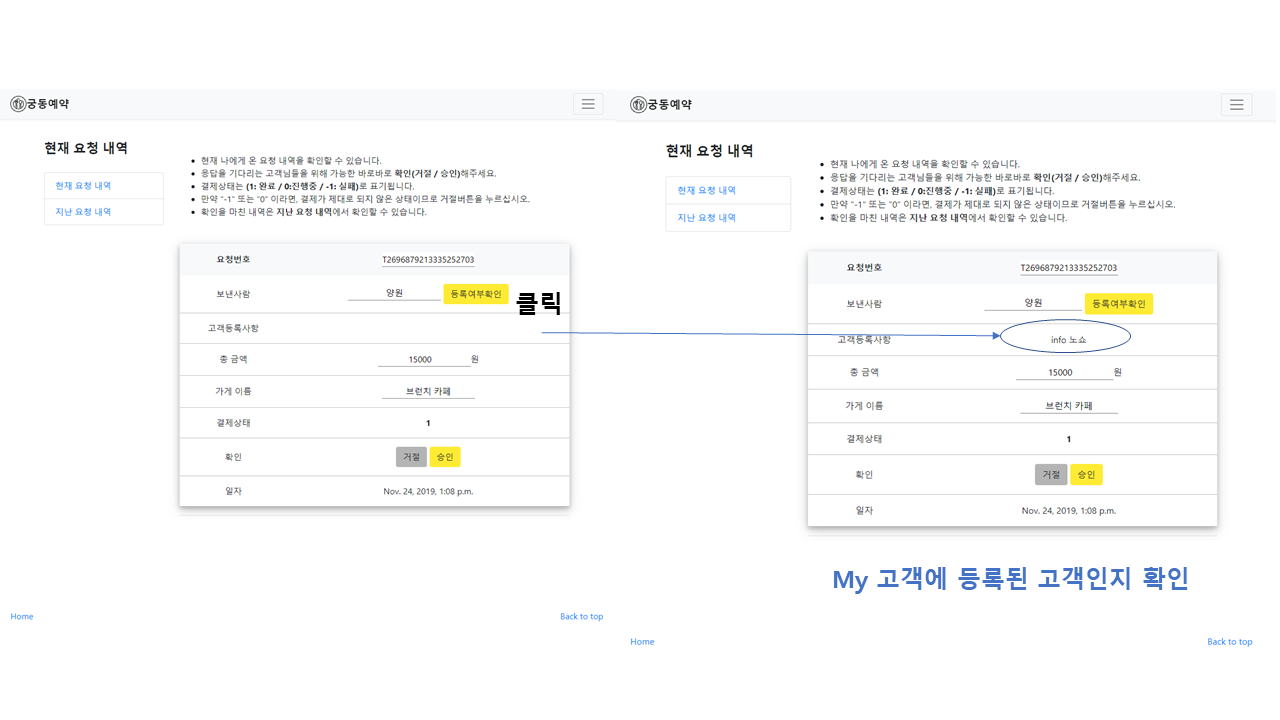 궁동예약
현재 요청 내역
현재 요청 내역
지난 요청 내역
현재 나에게 온 요청 내역을 확인할 수 있습니다.
응답을 기다리는 고객님들을 위해 가능한 바로바로 확인(거절 / 승인)해주세요.
결제상태는 (1: 완료 / 0:진행중 / -1: 실패)로 표기됩니다.
만약 "-1" 또는 "0" 이라면, 결제가 제대로 되지 않은 상태이므로 거절버튼을 누르십시오.
확인을 마친 내역은 지난 요청 내역에서 확인할 수 있습니다.
요청번호 T2696879213335252703
보낸사람 양원 등록여부확인
클릭
고객등록사항
총 금액 15000 원
가게 이름 브런치 카페
결제상태 1
확인 거절 승인
일자 Nov. 24, 2019, 1:08 p.m.
Home Back to top
궁동예약
현재 요청 내역
현재 요청 내역
지난 요청 내역
현재 나에게 온 요청 내역을 확인할 수 있습니다.
응답을 기다리는 고객님들을 위해 가능한 바로바로 확인(거절 / 승인)해주세요.
결제상태는 (1: 완료 / 0:진행중 / -1: 실패)로 표기됩니다.
만약 "-1" 또는 "0" 이라면, 결제가 제대로 되지 않은 상태이므로 거절버튼을 누르십시오.
확인을 마친 내역은 지난 요청 내역에서 확인할 수 있습니다.
요청번호 T2696879213335252703
보낸사람 양원 등록여부확인
고객등록사항 info 노쇼
총 금액 15000 원
가게 이름 브런치 카페
결제상태 1
확인 거절 승인
일자 Nov. 24, 2019, 1:08 p.m.
My 고객에 등록된 고객인지 확인
Home Back to top